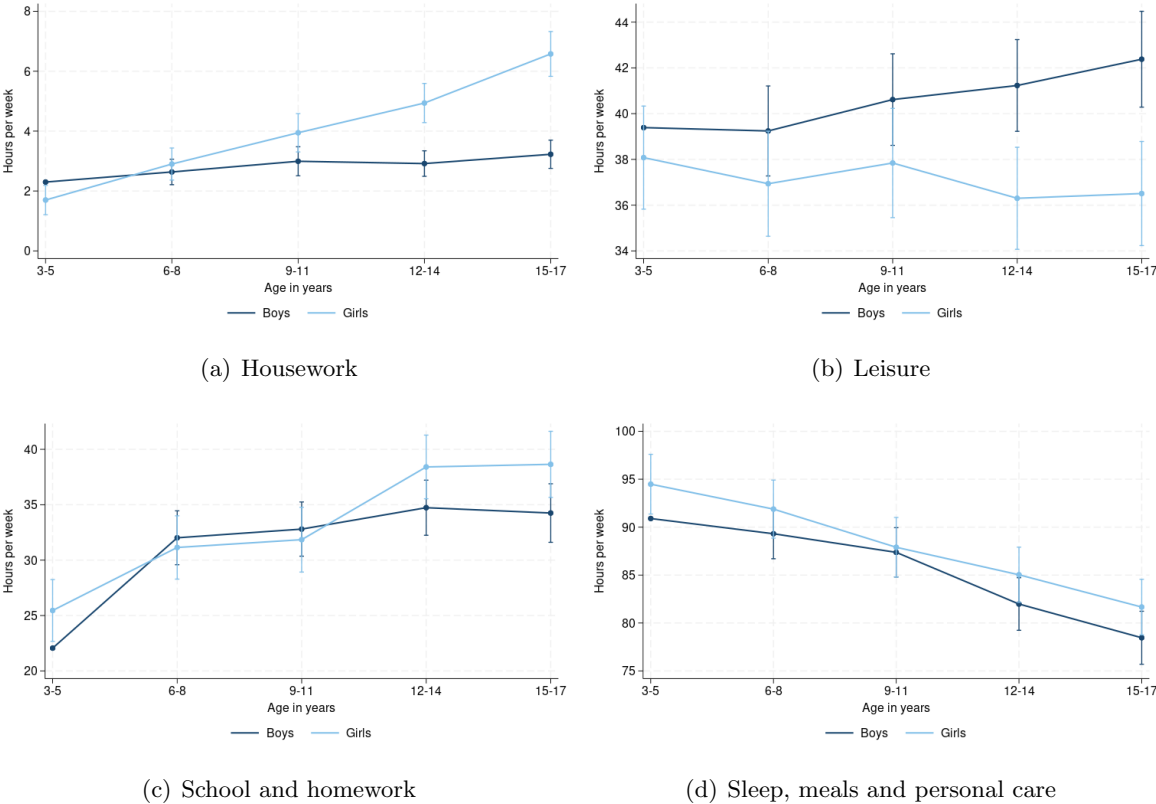 Hours per week
8
6
4
2
0
3-5 6-8 9-11 12-14 15-17
Age in years
Boys Girls
(a) Housework
Hours per week
44
42
40
38
36
34
3-5 6-8 9-11 12-14 15-17
Age in years
Boys Girls
(b) Leisure
Hours per week
40
35
30
25
20
3-5 6-8 9-11 12-14 15-17
Age in years
Boys Girls
(c) School and homework
Hours per week
100
95
90
85
80
75
3-5 6-8 9-11 12-14 15-17
Age in years
Boys Girls
(d) Sleep, meals and personal care